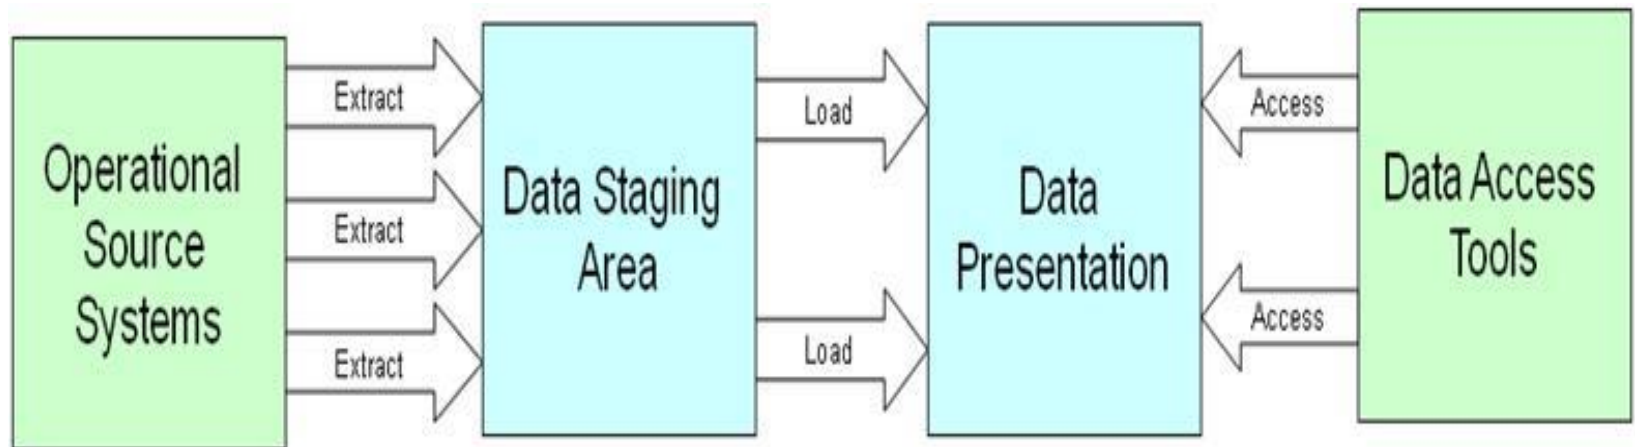 Operational
Source
Systems
Extract
Extract
Extract
Data Staging
Area
Load
Load
Data
Presentation
Access
Access
Data Access
Tools